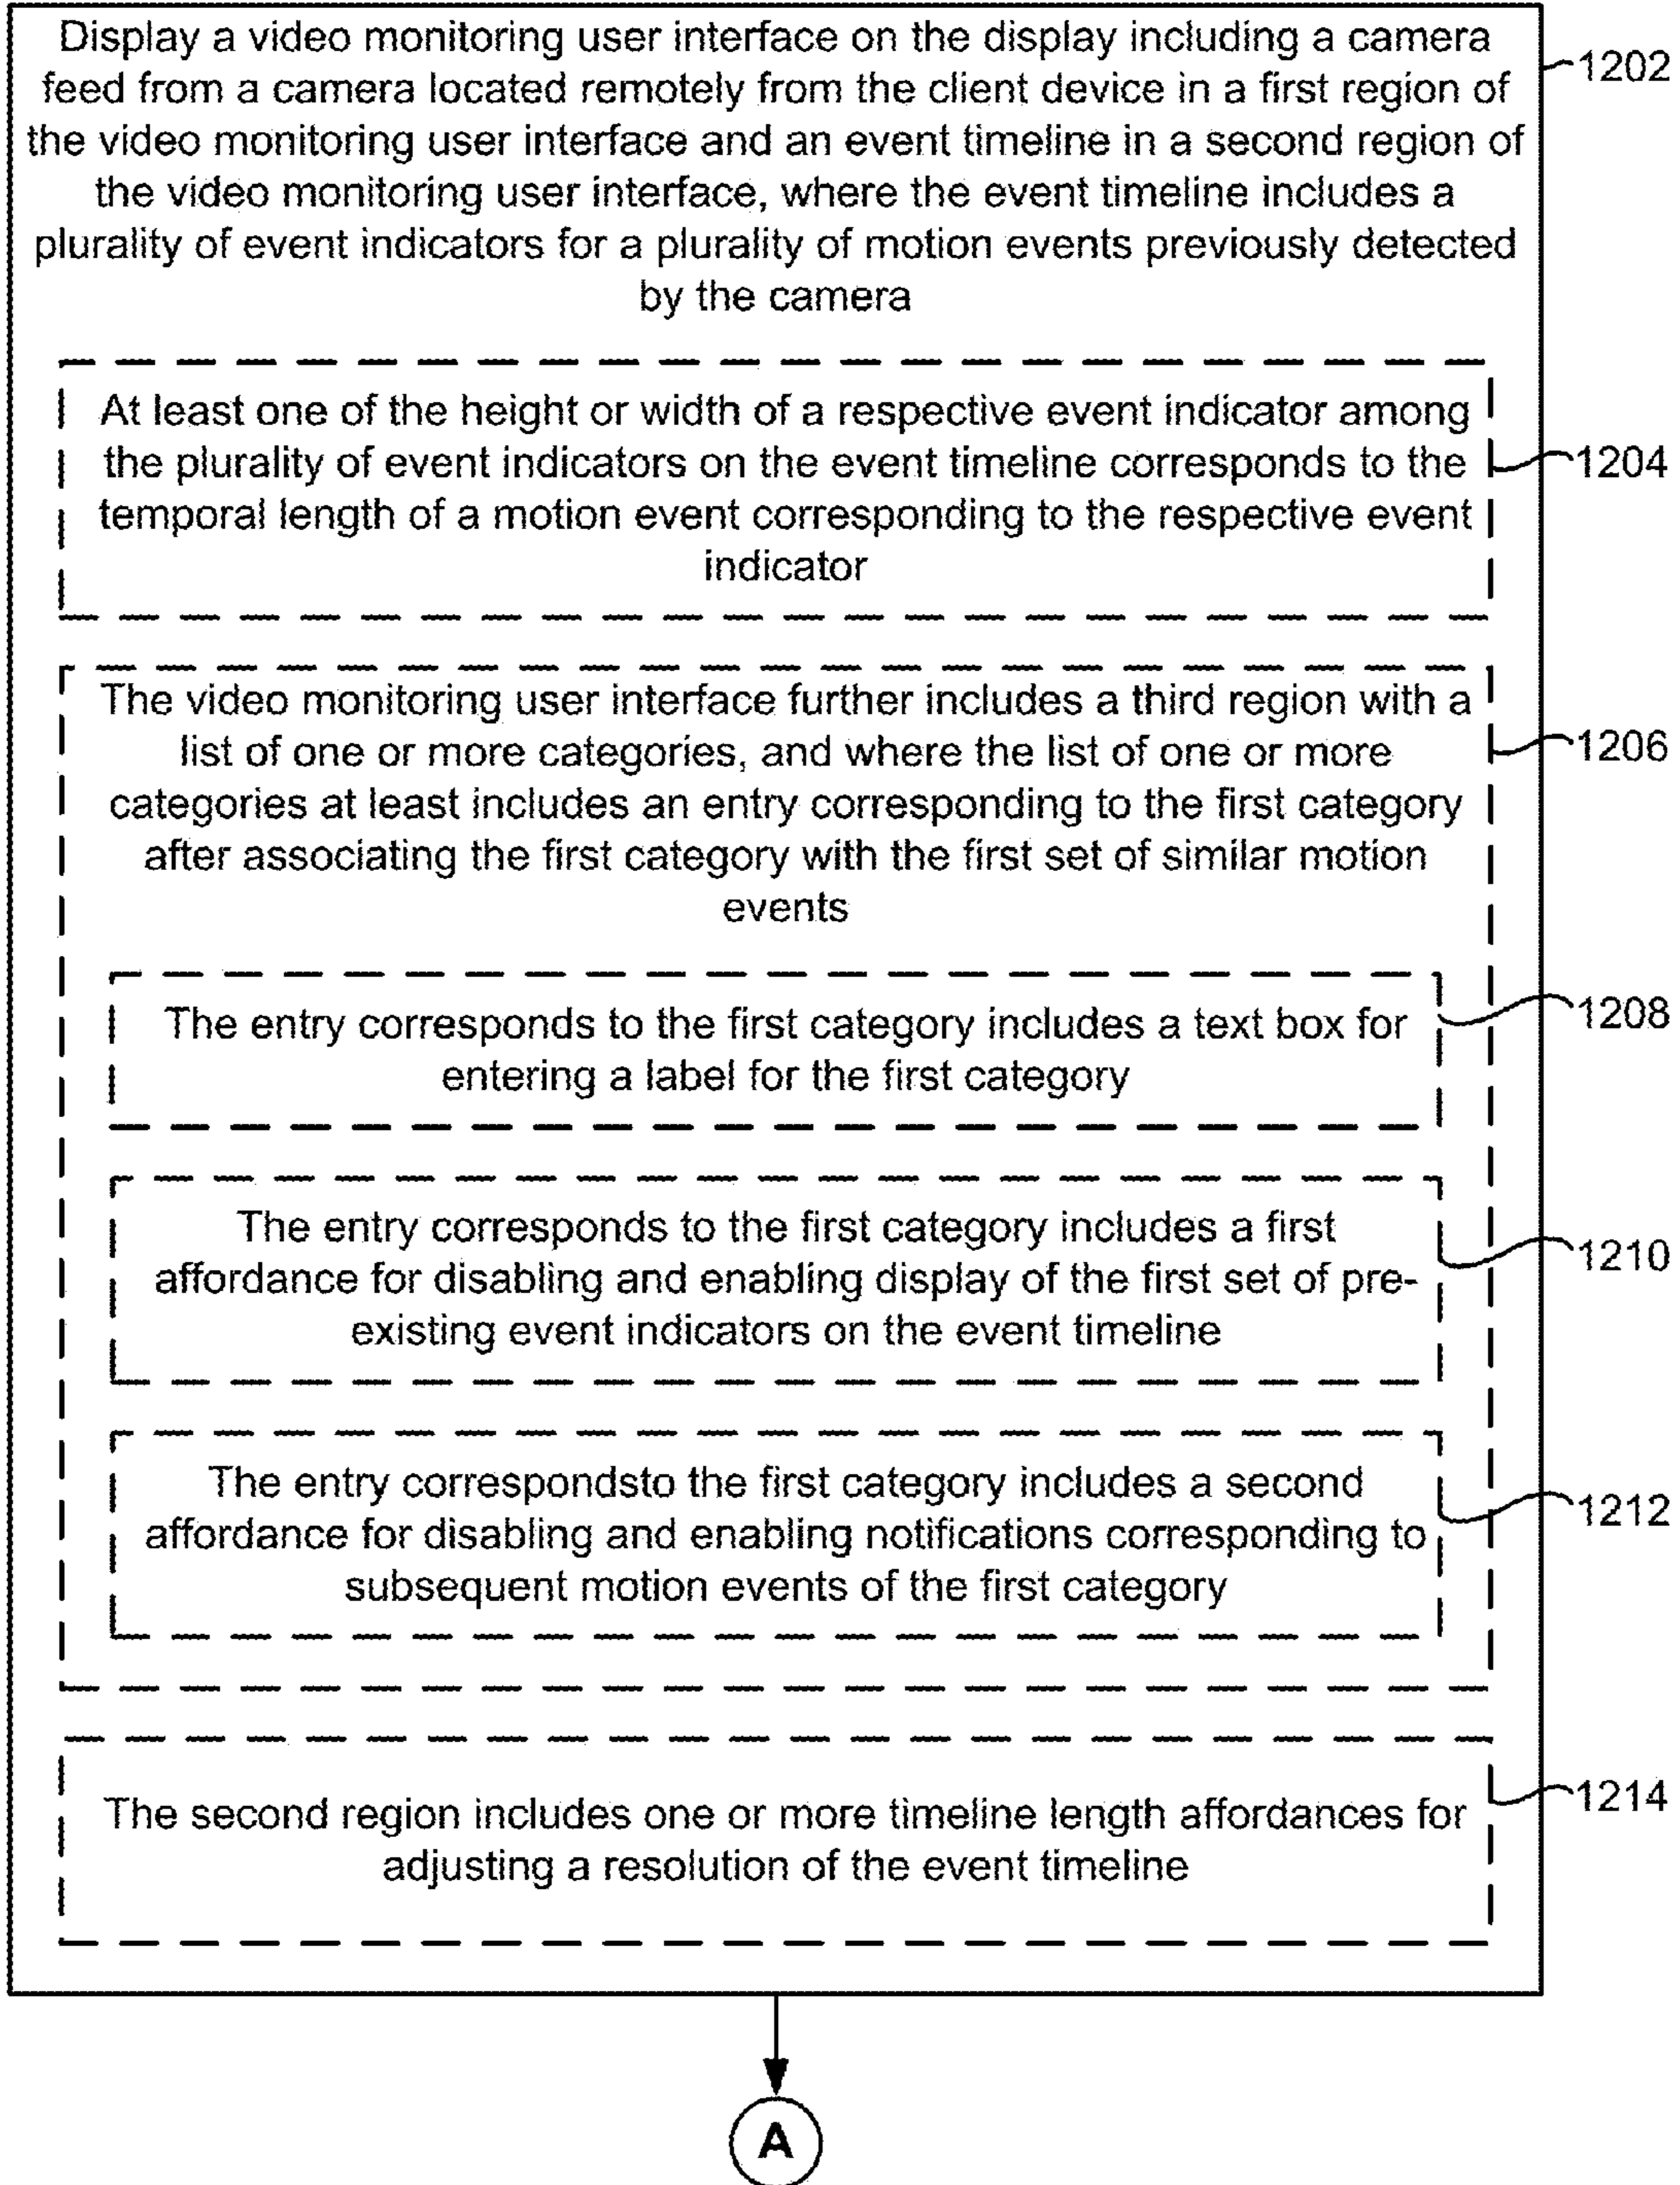 Display a video monitoring user interface on the display including a camera
feed from a camera located remotely from the client device in a first region of
the video monitoring user interface and an event timeline in a second region of
the video monitoring user interface, where the event timeline includes a
plurality of event indicators for a plurality of motion events previously detected
by the camera
1202
At least one of the height or width of a respective event indicator among
the plurality of event indicators on the event timeline corresponds to the
temporal length of a motion event corresponding to the respective event
indicator
1204
The video monitoring user interface further includes a third region with a
list of one or more categories, and where the list of one or more
categories at least includes an entry corresponding to the first category
after associating the first category with the first set of similar motion
events
1206
The entry corresponds to the first category includes a text box for
entering a label for the first category
1208
The entry corresponds to the first category includes a first
affordance for disabling and enabling display of the first set of pre-
existing event indicators on the event timeline
1210
The entry correspondsto the first category includes a second
affordance for disabling and enabling notifications corresponding to
subsequent motion events of the first category
1212
The second region includes one or more timeline length affordances for
adjusting a resolution of the event timeline
1214
A